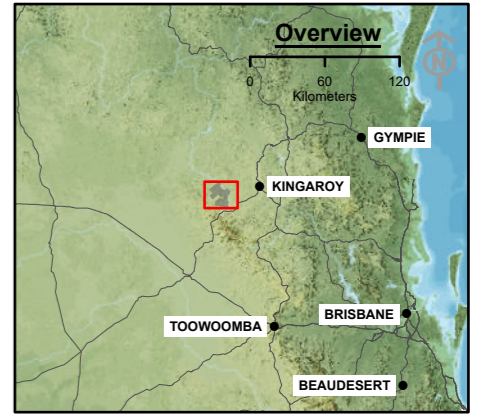 Overview
0 60 120
Kilometers
N
GYMPIE
KINGAROY
BRISBANE
TOOWOOMBA
BEAUDESERT